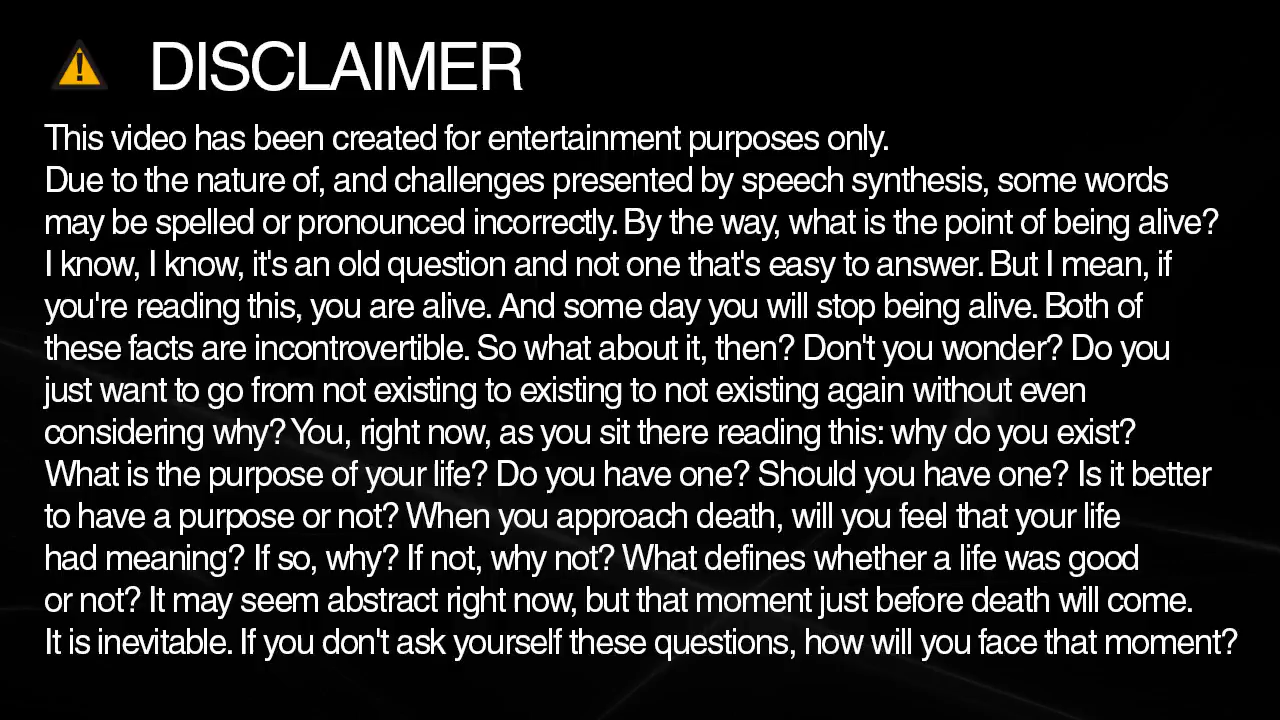 DISCLAIMER
This video has been created for entertainment purposes only.
Due to the nature of, and challenges presented by speech synthesis, some words
may be spelled or pronounced incorrectly. By the way, what is the point of being alive?
I know, I know, it's an old question and not one that's easy to answer. But I mean, if
you're reading this, you are alive. And some day you will stop being alive. Both of
these facts are incontrovertible. So what about it, then? Don't you wonder? Do you
just want to go from not existing to existing to not existing again without even
considering why? You, right now, as you sit there reading this: why do you exist?
What is the purpose of your life? Do you have one? Should you have one? Is it better
to have a purpose or not? When you approach death, will you feel that your life
had meaning? If so, why? If not, why not? What defines whether a life was good
or not? It may seem abstract right now, but that moment just before death will come.
It is inevitable. If you don't ask yourself these questions, how will you face that moment?